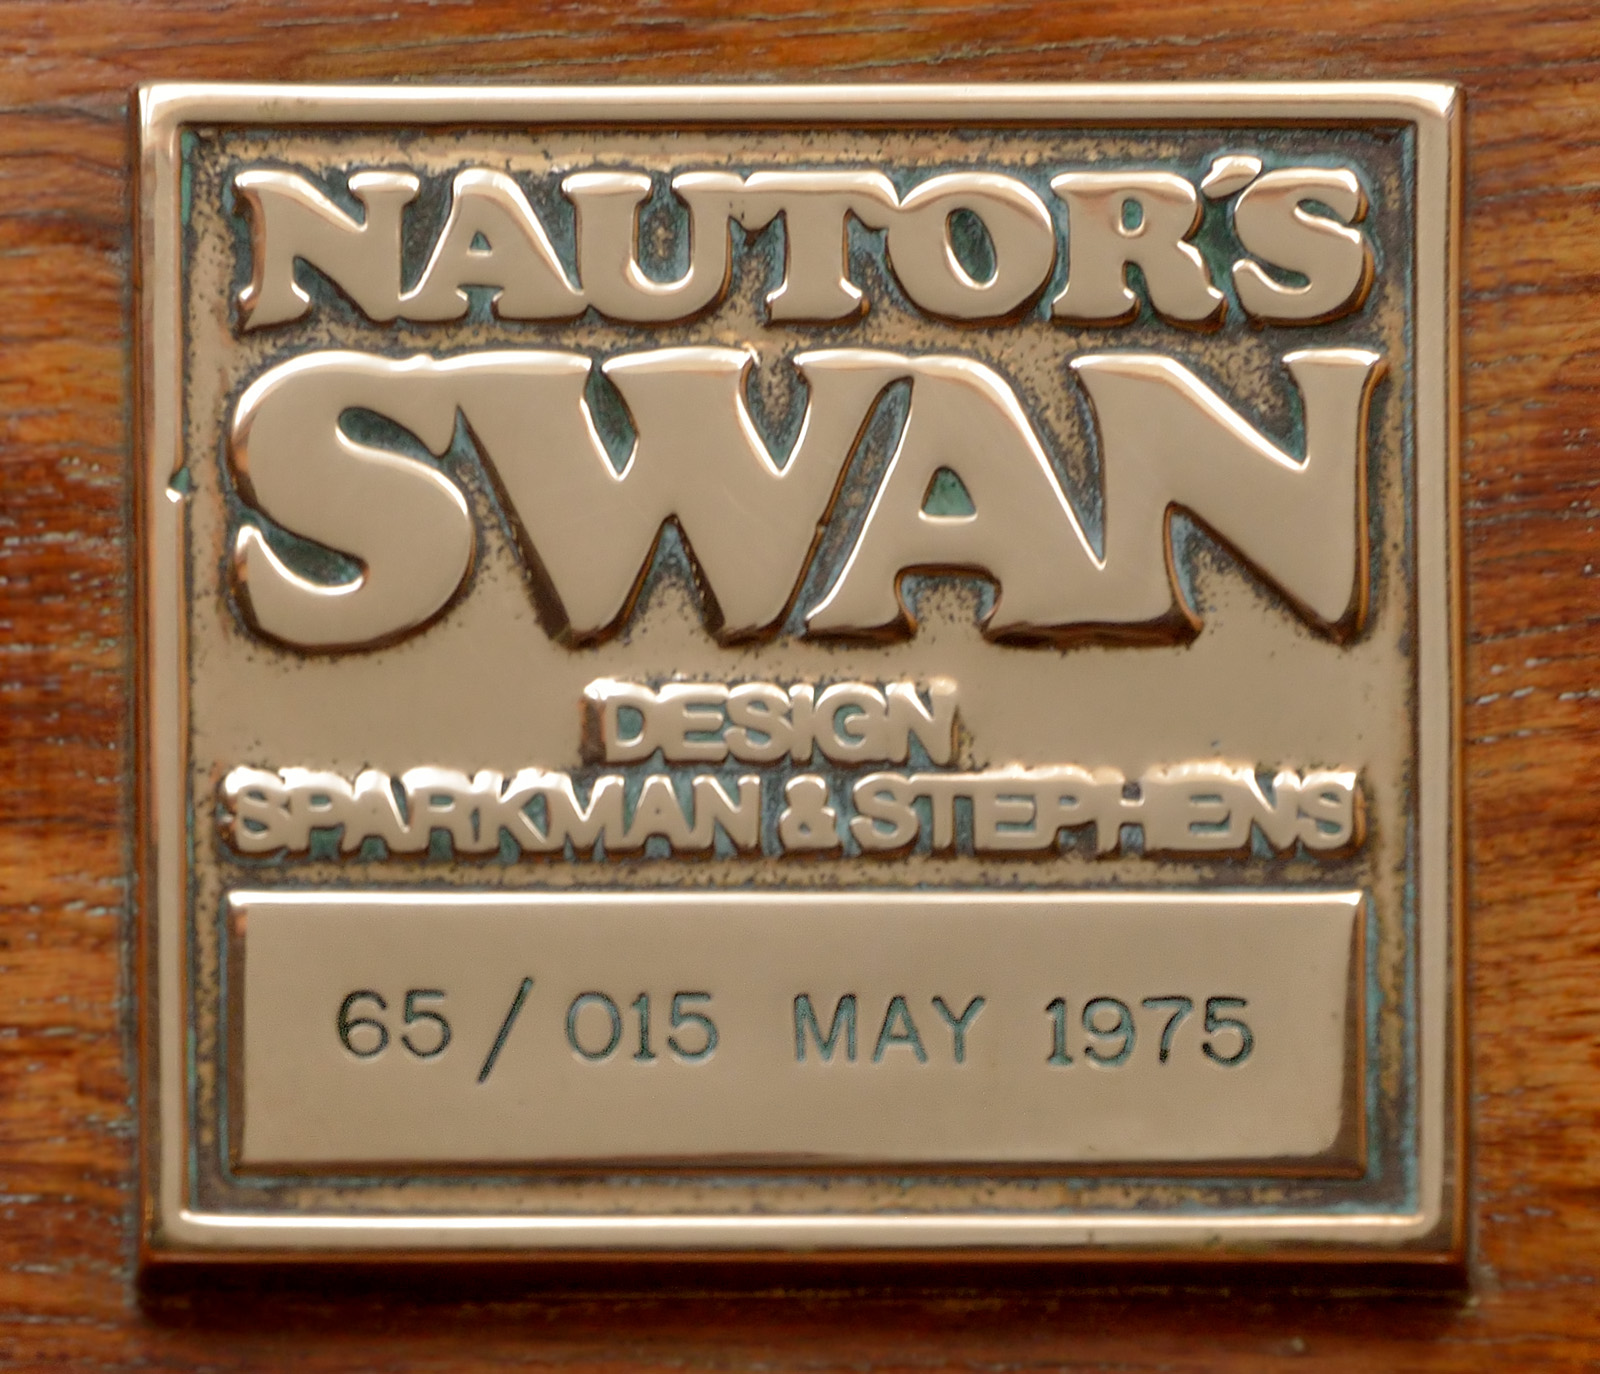 NAUTOR'S
SWAN
DESIGN
SPARKMAN & STEPHENS
65/015 MAY 1975